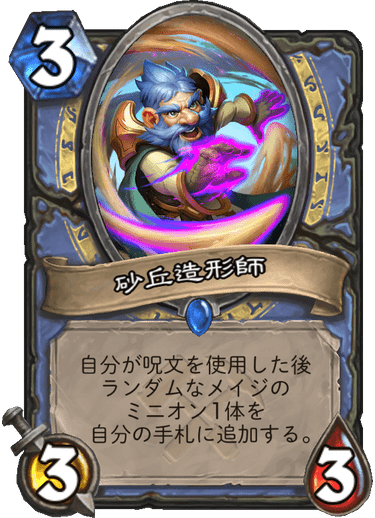 3
砂丘造形師
自分が呪文を使用した後
ランダムなメイジの
ミニオン1体を
自分の手札に追加する。
3
3